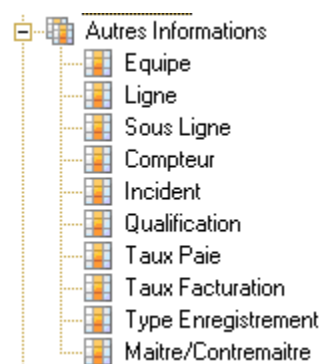 Autres Informations
Equipe
Ligne
Sous Ligne
Compteur
Incident
Qualification
Taux Paie
Taux Facturation
Type Enregistrement
Maitre/Contremaitre